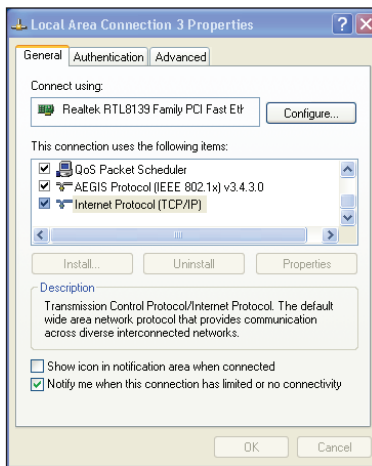 Local Area Connection 3 Properties
General Authentication Advanced
Connect using:
Realtek RTL8139 Family PCI Fast Eth
Configure...
This connection uses the following items:
QoS Packet Scheduler
AEGIS Protocol (IEEE 802.1x) v3.4.3.0
Internet Protocol (TCP/IP)
Install... Uninstall Properties
Description
Transmission Control Protocol/Internet Protocol. The default
wide area network protocol that provides communication
across diverse interconnected networks.
Show icon in notification area when connected
Notify me when this connection has limited or no connectivity
OK Cancel